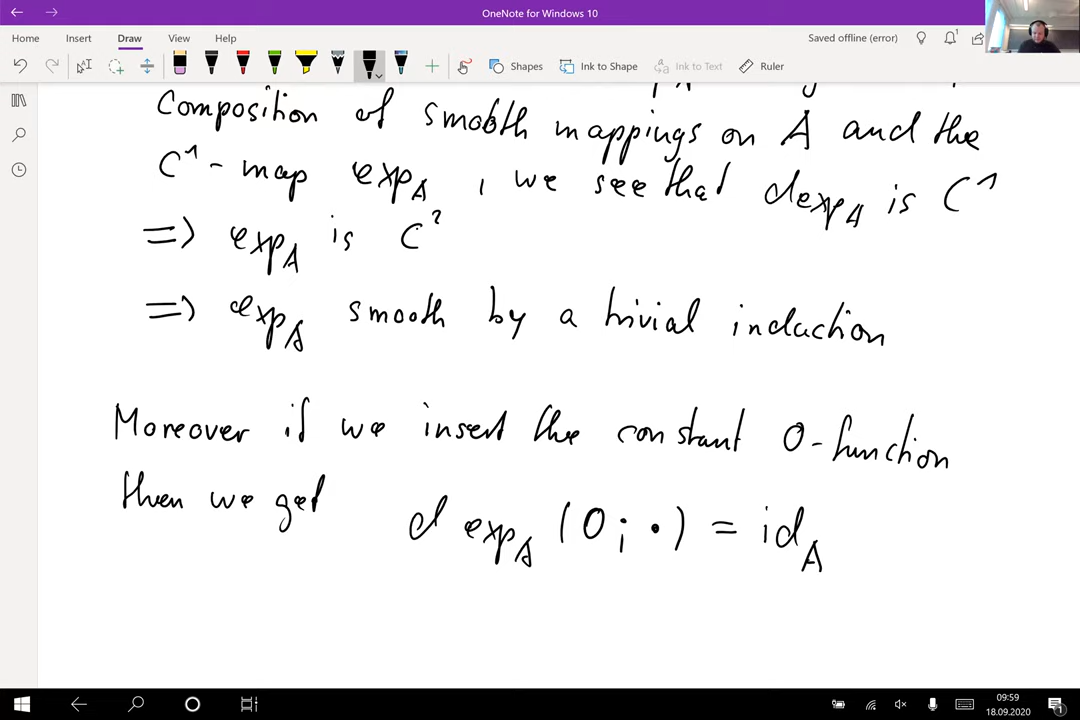 OneNote for Windows 10
Home Insert Draw View Help
Saved offline (error)
Shapes Ink to Shape Ink to Text Ruler
Composition of smooth mappings on A and the
C¹-map exp_A, we see that dexp_A is C¹
=> exp_A is C²
=> exp_A smooth by a trivial induction
Moreover if we insert the constant 0-function
then we get d exp_A (0; •) = id_A
09:59
18.09.2020